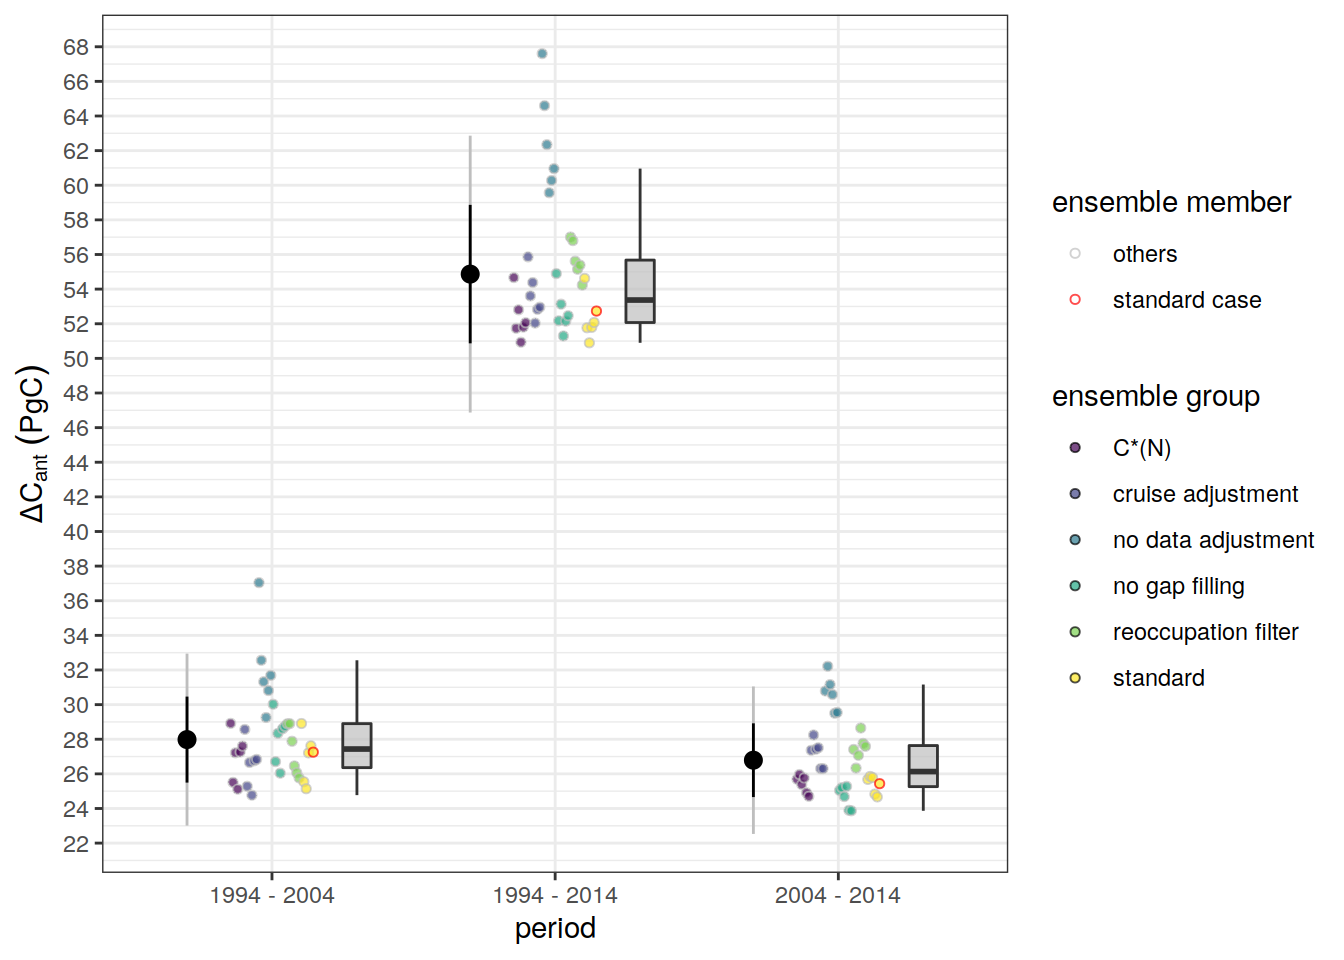 68
66
64
62
60
58
56
54
52
50
48
46
44
42
40
38
36
34
32
30
28
26
24
22
ΔCant (PgC)
1994 - 2004
1994 - 2014
2004 - 2014
period
ensemble member
others
standard case
ensemble group
C*(N)
cruise adjustment
no data adjustment
no gap filling
reoccupation filter
standard